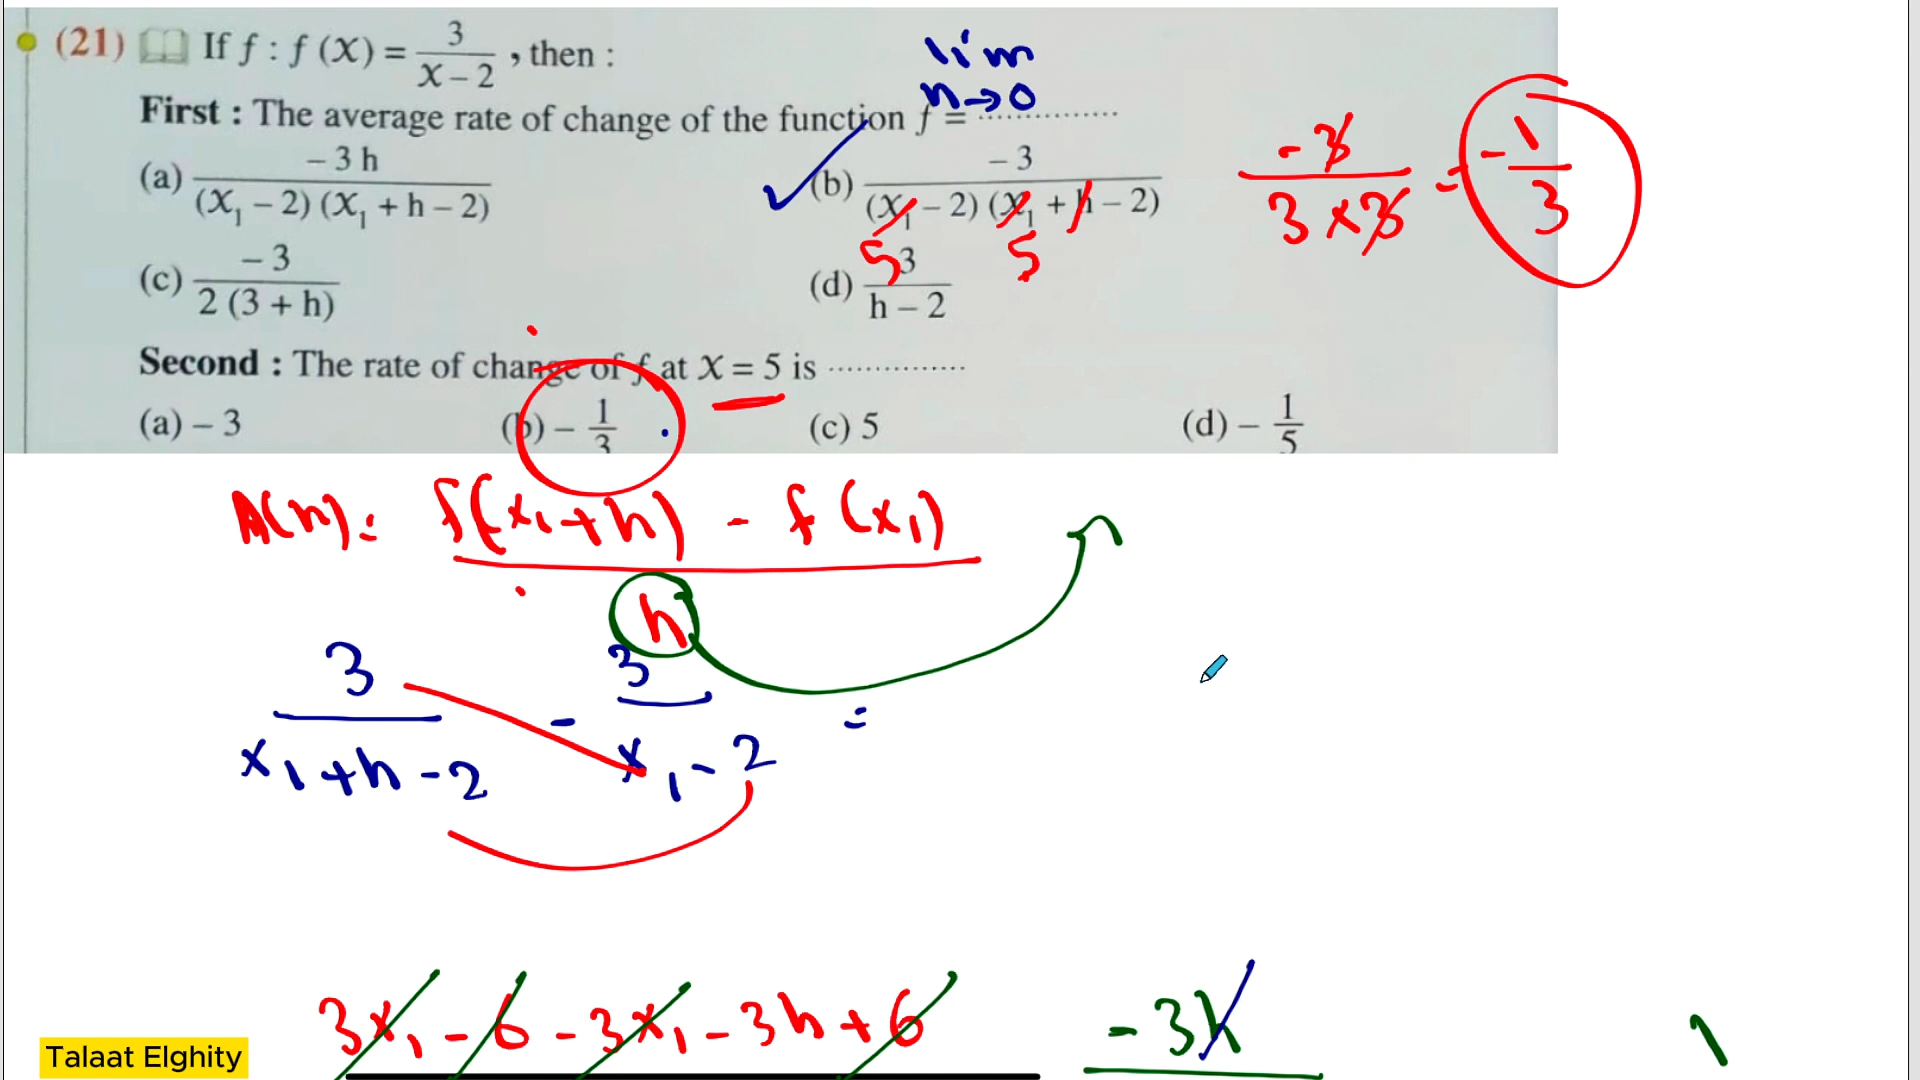 (21) If f : f (X) = 3 / X – 2 , then :
lim
h→0
First : The average rate of change of the function f = ..............
(a) – 3 h / (X₁ – 2) (X₁ + h – 2)
(b) – 3 / (X₁ – 2) (X₁ + h – 2)
5 5
-3 / 3 × 3 = - 1 / 3
(c) – 3 / 2 (3 + h)
(d) 3 / h – 2
Second : The rate of change of f at X = 5 is ..............
(a) – 3 (b) – 1/3 (c) 5 (d) – 1/5
A(h) = f(x₁+h) - f(x₁) / h
3 / x₁+h-2 - 3 / x₁-2 =
3x₁ - 6 - 3x₁ - 3h + 6 -3h
Talaat Elghity